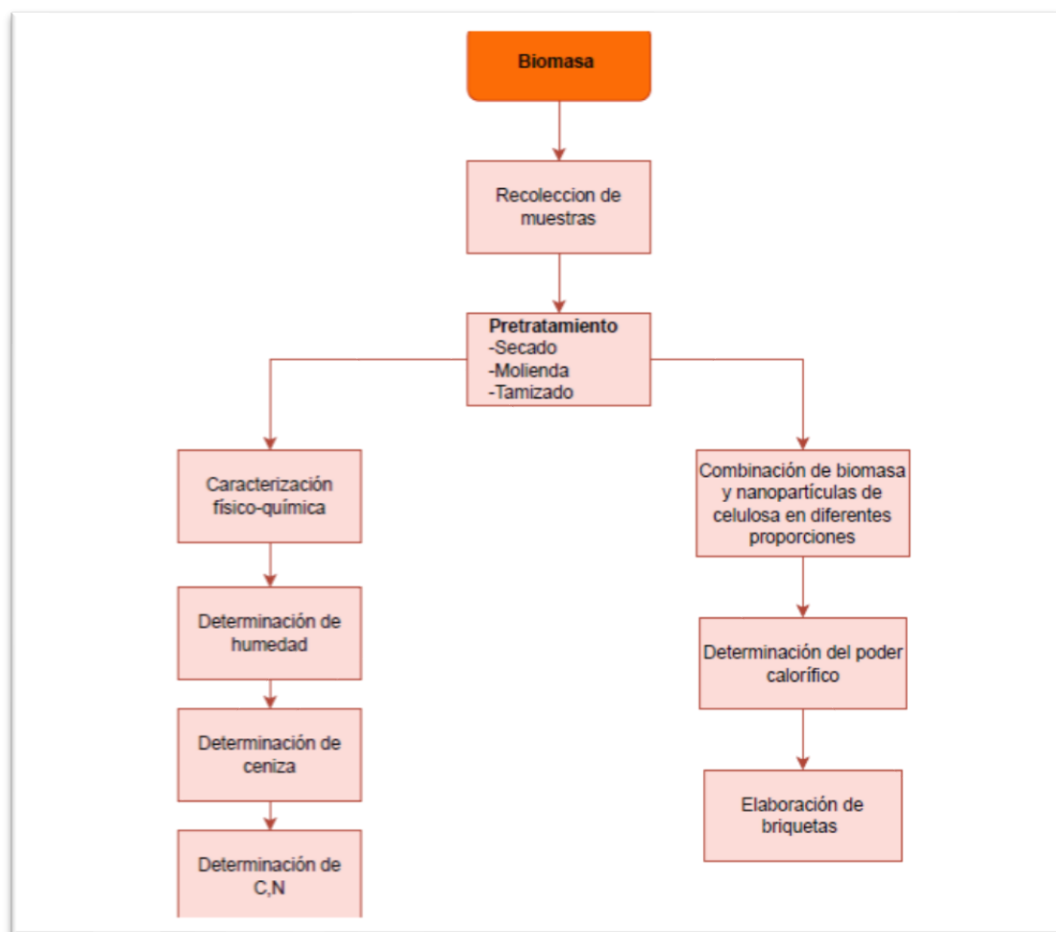 Biomasa
Recoleccion de
muestras
Pretratamiento
-Secado
-Molienda
-Tamizado
Caracterización
físico-química
Determinación de
humedad
Determinación de
ceniza
Determinación de
C,N
Combinación de biomasa
y nanopartículas de
celulosa en diferentes
proporciones
Determinación del poder
calorífico
Elaboración de
briquetas